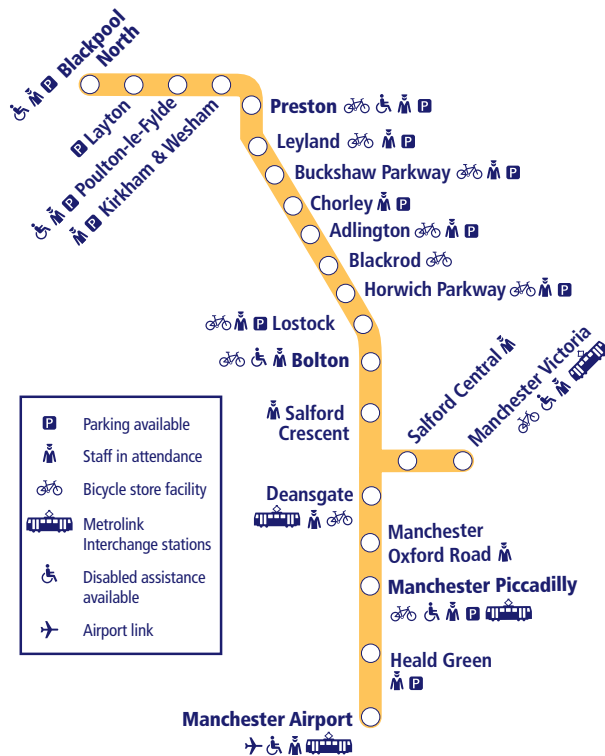 Blackpool
North
Layton
Poulton-le-Fylde
Kirkham & Wesham
Preston
Leyland
Buckshaw Parkway
Chorley
Adlington
Blackrod
Horwich Parkway
Lostock
Bolton
Salford
Crescent
Salford Central
Manchester Victoria
Deansgate
Manchester
Oxford Road
Manchester Piccadilly
Heald Green
Manchester Airport
P Parking available
Staff in attendance
Bicycle store facility
Metrolink
Interchange stations
Disabled assistance
available
Airport link